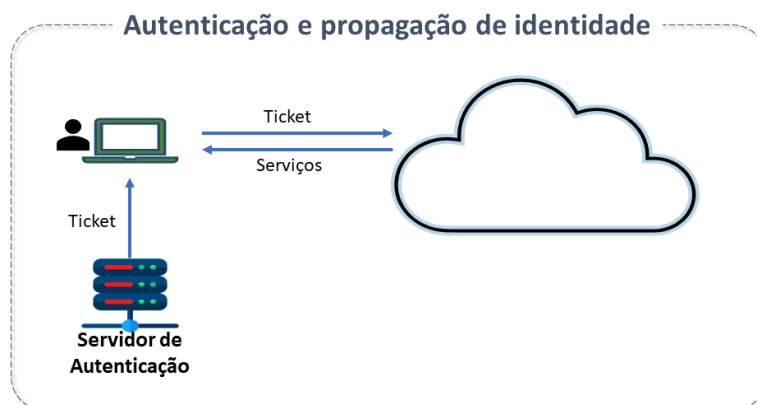 Autenticação e propagação de identidade
Ticket
Serviços
Ticket
Servidor de
Autenticação